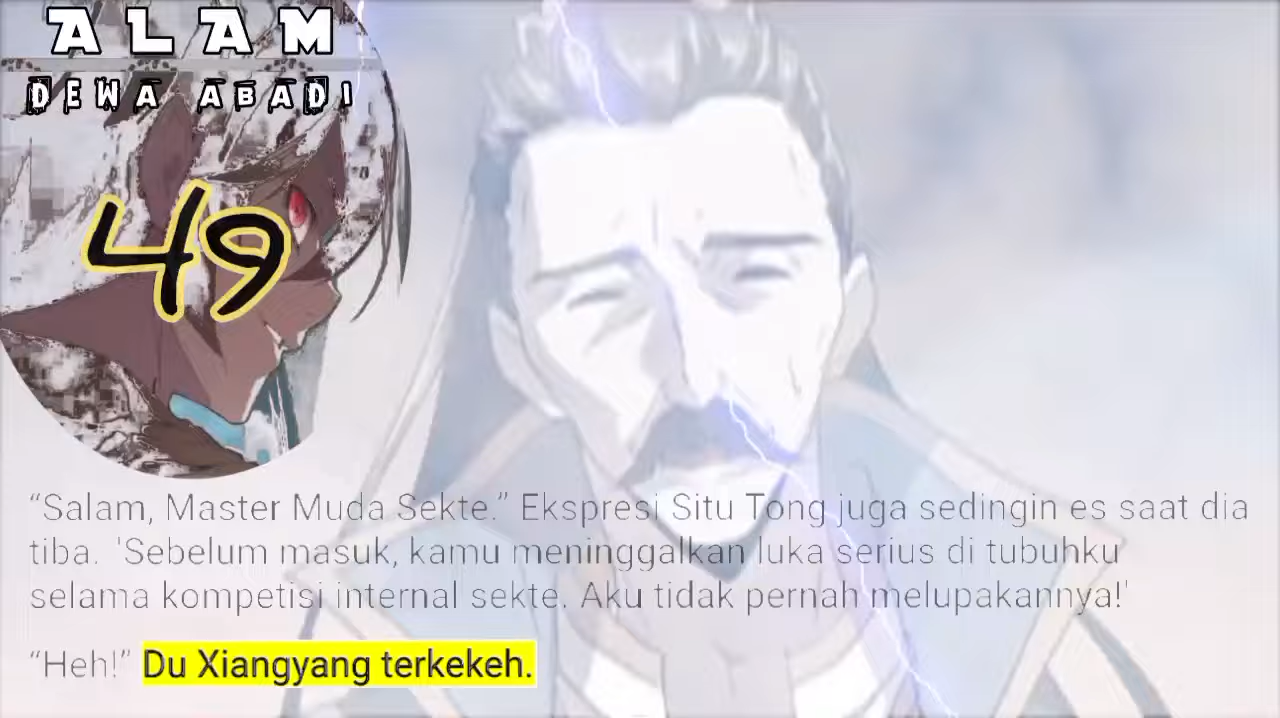 ALAM
DEWA ABADI
49
“Salam, Master Muda Sekte.” Ekspresi Situ Tong juga sedingin es saat dia
tiba. 'Sebelum masuk, kamu meninggalkan luka serius di tubuhku
selama kompetisi internal sekte. Aku tidak pernah melupakannya!'
“Heh!” Du Xiangyang terkekeh.